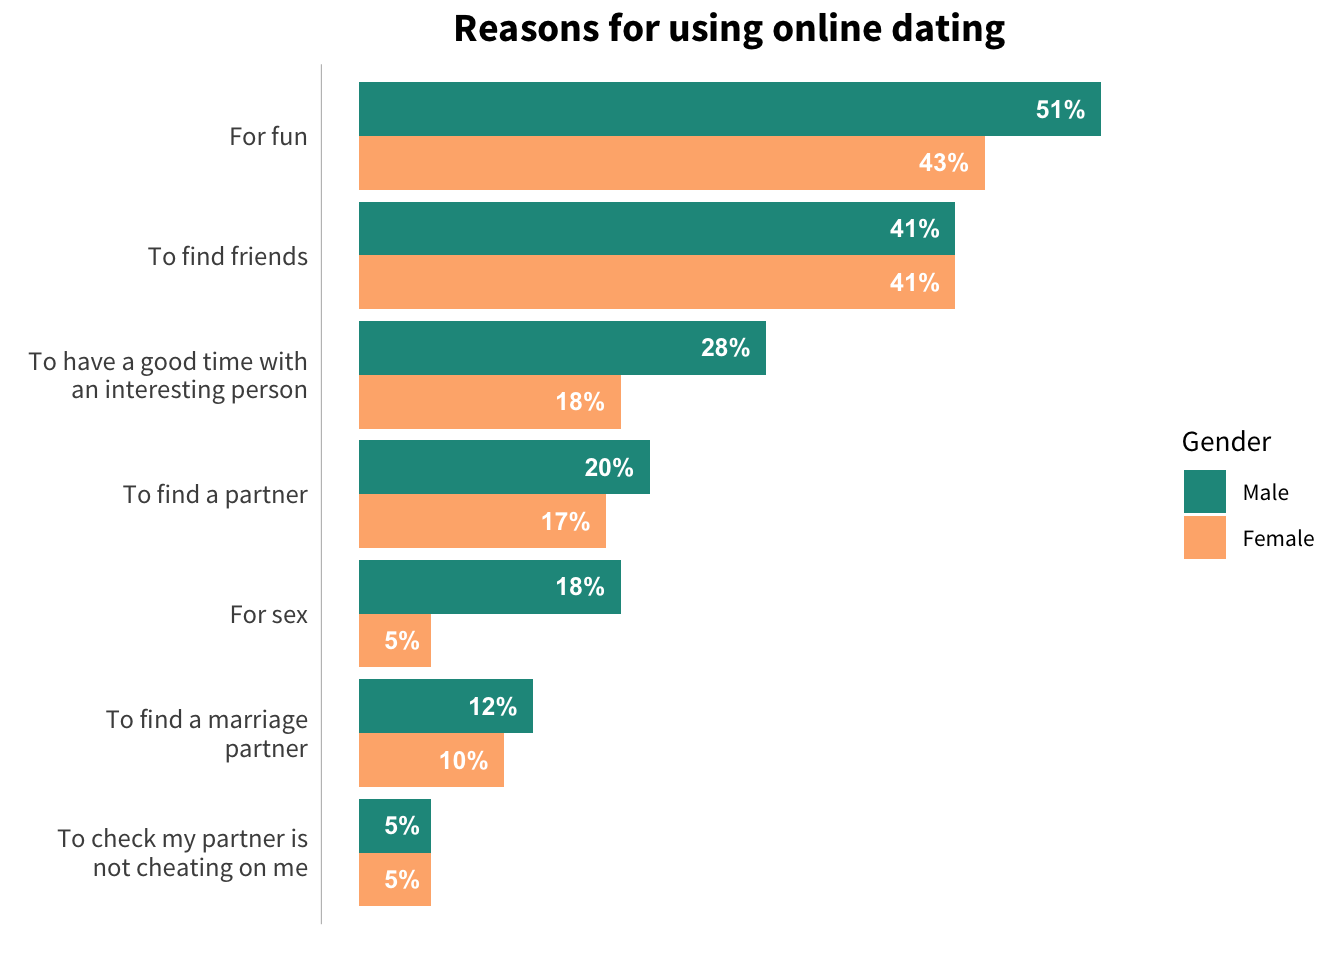 Reasons for using online dating
For fun
51%
43%
To find friends
41%
41%
To have a good time with
an interesting person
28%
18%
To find a partner
20%
17%
For sex
18%
5%
To find a marriage
partner
12%
10%
To check my partner is
not cheating on me
5%
5%
Gender
Male
Female